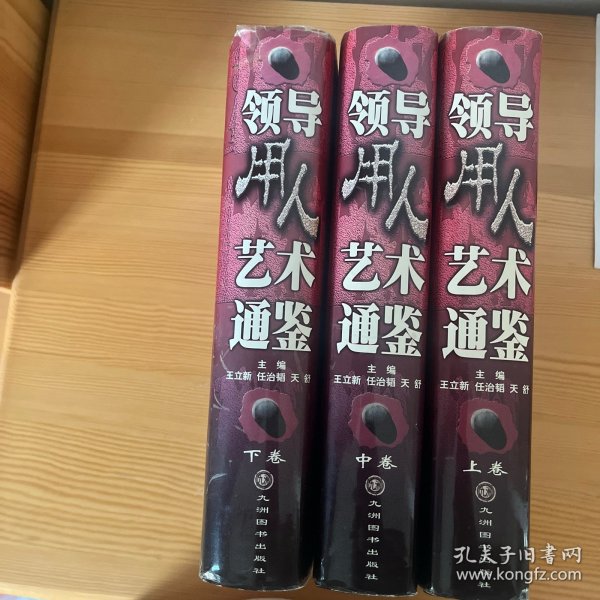 领导
用人
艺术
通鉴
主编
王立新 任治韬 天舒
下卷
九洲图书出版社
领导
用人
艺术
通鉴
主编
王立新 任治韬 天舒
中卷
九洲图书出版社
领导
用人
艺术
通鉴
主编
王立新 任治韬 天舒
上卷
九洲图书出版社
孔夫子旧书网
www.kongfz.com